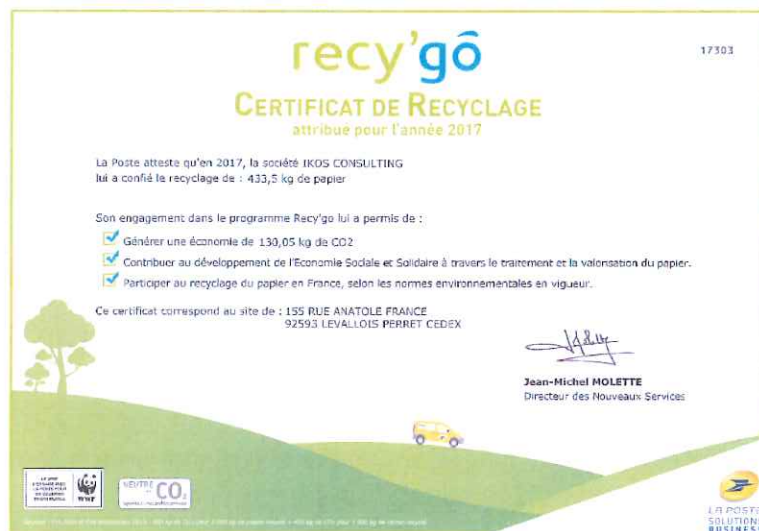 recy'gô
17303
CERTIFICAT DE RECYCLAGE
attribué pour l'année 2017
La Poste atteste qu'en 2017, la société IKOS CONSULTING
lui a confié le recyclage de : 433,5 kg de papier
Son engagement dans le programme Recy'go lui a permis de :
Générer une économie de 130,05 kg de CO2
Contribuer au développement de l'Economie Sociale et Solidaire à travers le traitement et la valorisation du papier.
Participer au recyclage du papier en France, selon les normes environnementales en vigueur.
Ce certificat correspond au site de : 155 RUE ANATOLE FRANCE
92593 LEVALLOIS PERRET CEDEX
Jean-Michel MOLETTE
Directeur des Nouveaux Services
WWF
NEUTRE
CO2
LA POSTE
SOLUTIONS
BUSINESS